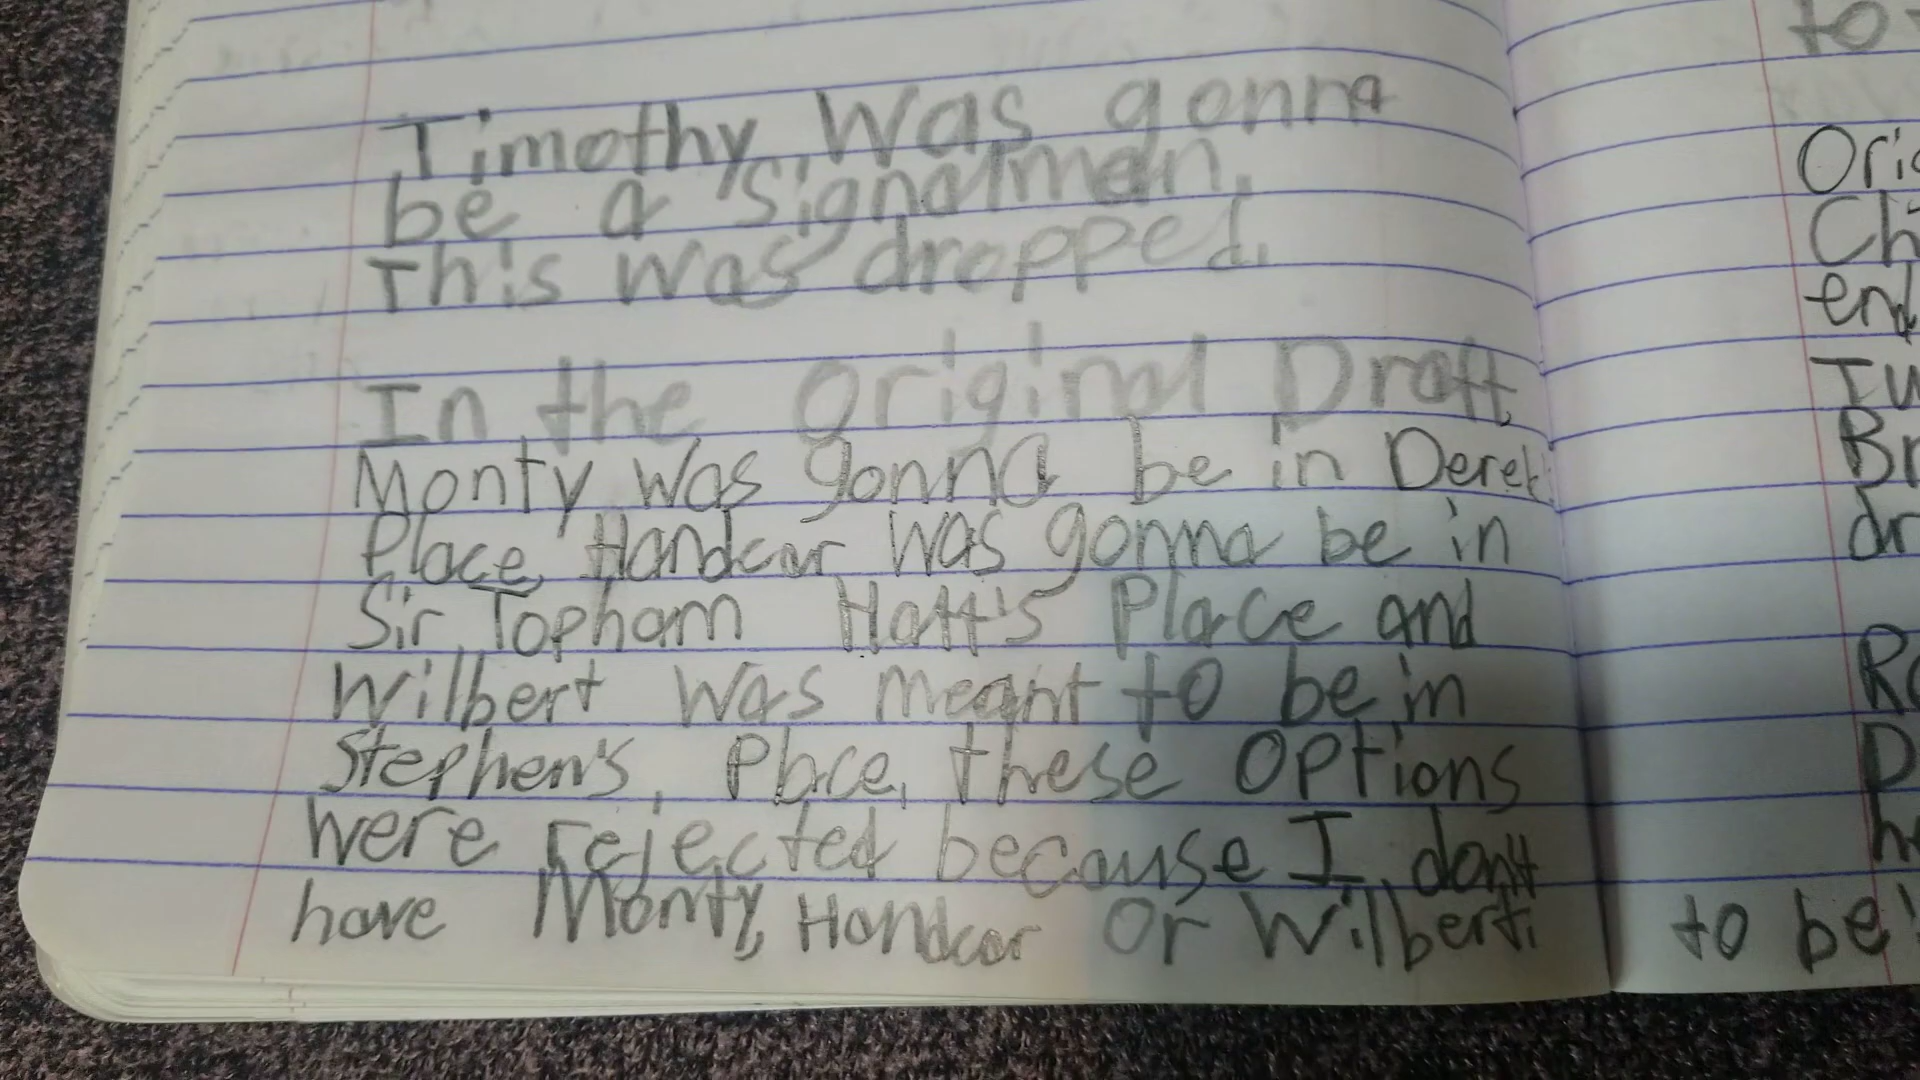 Timothy Was gonna
be a Signalman.
This was dropped.
In the Original Draft,
Monty was gonna be in Derek
Place, Handcar was gonna be in
Sir Topham Hatt's Place and
Wilbert was meant to be in
Stephen's Place, these Options
were rejected because I don't
have Monty, Handcar Or Wilbert.
to
Orig
Ch
end
Br
dr
to be